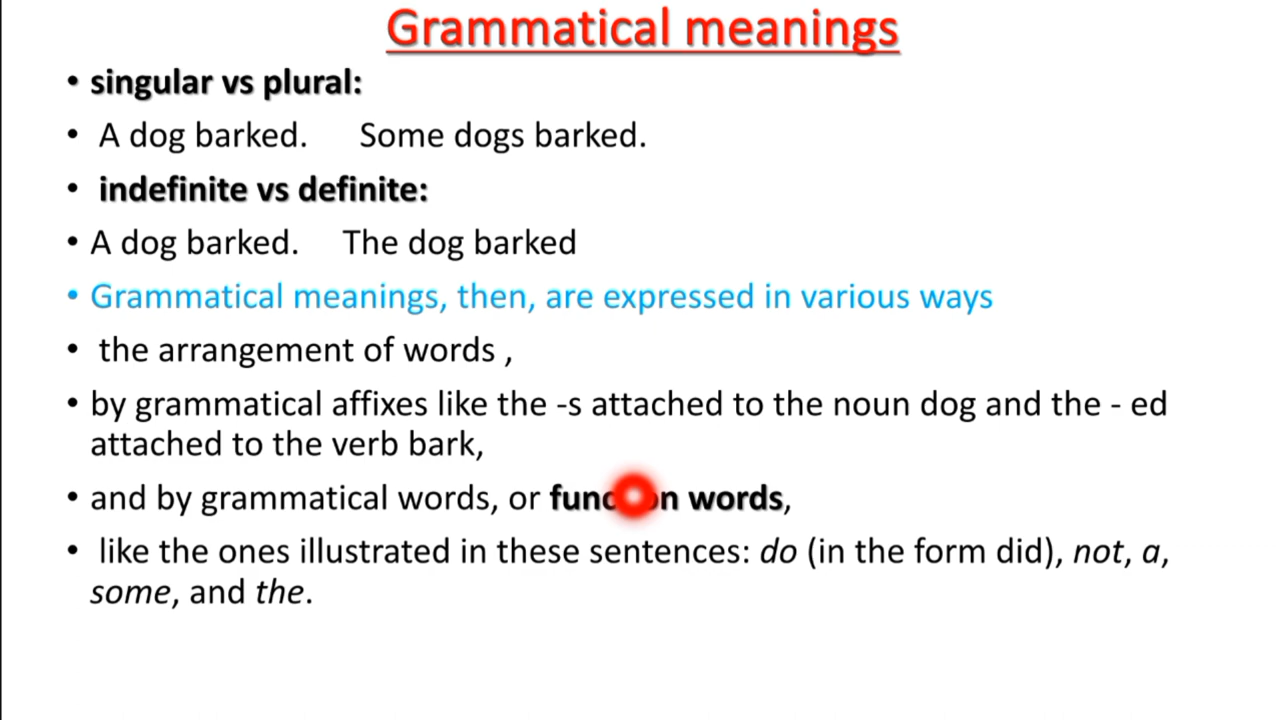 Grammatical meanings
• singular vs plural:
• A dog barked. Some dogs barked.
• indefinite vs definite:
• A dog barked. The dog barked
• Grammatical meanings, then, are expressed in various ways
• the arrangement of words ,
• by grammatical affixes like the -s attached to the noun dog and the - ed
attached to the verb bark,
• and by grammatical words, or function words,
• like the ones illustrated in these sentences: do (in the form did), not, a,
some, and the.